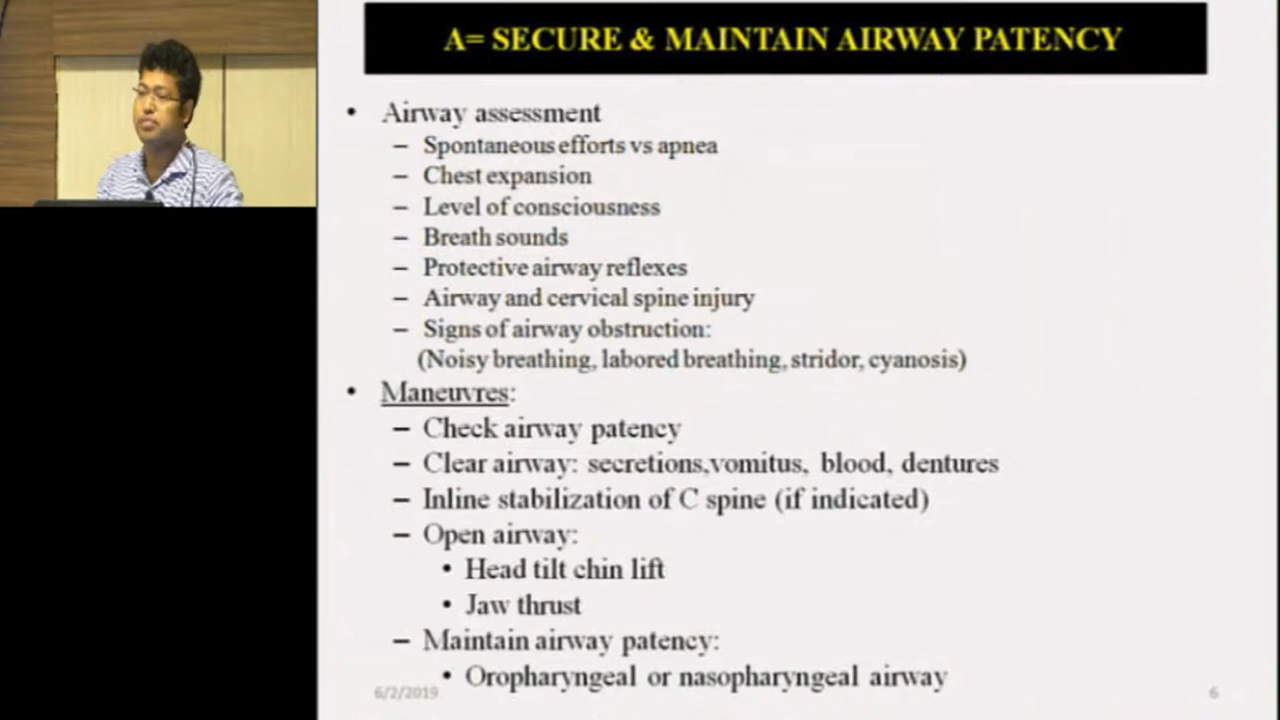 A= SECURE & MAINTAIN AIRWAY PATENCY
• Airway assessment
– Spontaneous efforts vs apnea
– Chest expansion
– Level of consciousness
– Breath sounds
– Protective airway reflexes
– Airway and cervical spine injury
– Signs of airway obstruction:
(Noisy breathing, labored breathing, stridor, cyanosis)
• Maneuvres:
– Check airway patency
– Clear airway: secretions,vomitus, blood, dentures
– Inline stabilization of C spine (if indicated)
– Open airway:
• Head tilt chin lift
• Jaw thrust
– Maintain airway patency:
• Oropharyngeal or nasopharyngeal airway
6/2/2019
6